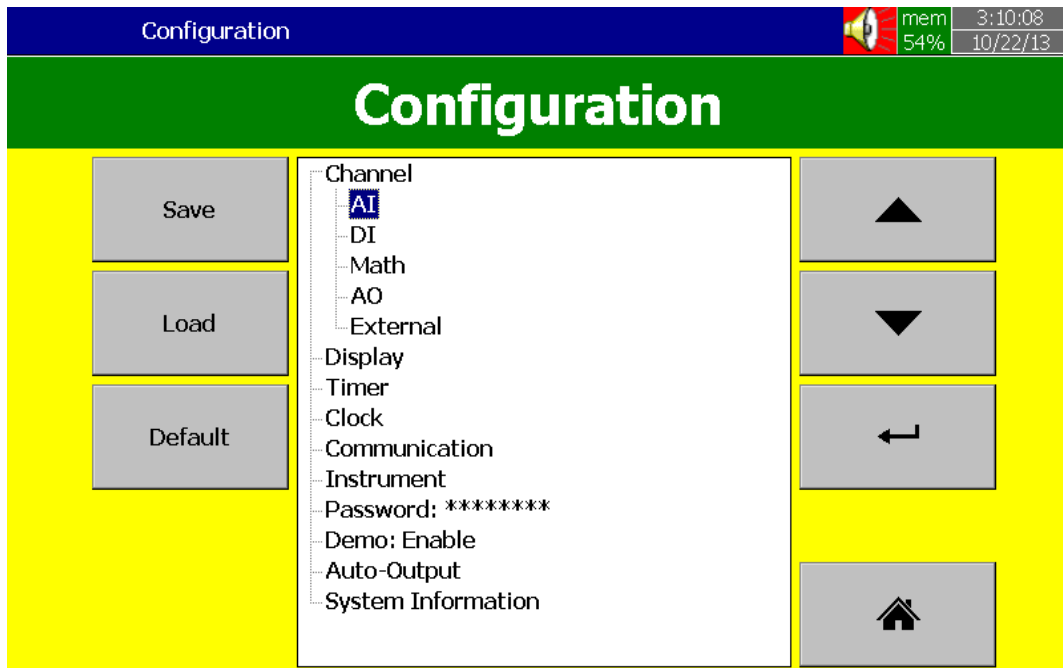 Configuration
mem 3:10:08
54% 10/22/13
Configuration
Save
Load
Default
Channel
AI
DI
Math
AO
External
Display
Timer
Clock
Communication
Instrument
Password: ********
Demo: Enable
Auto-Output
System Information